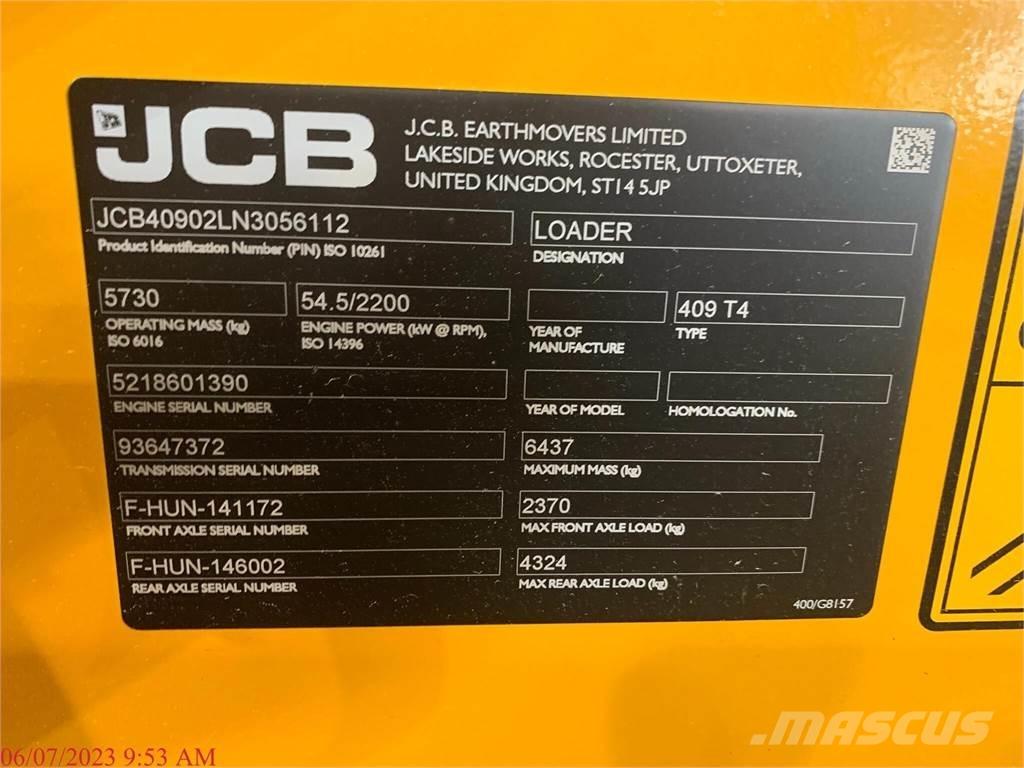 JCB
J.C.B. EARTHMOVERS LIMITED
LAKESIDE WORKS, ROCESTER, UTTOXETER,
UNITED KINGDOM, ST14 5JP
JCB40902LN3056112
Product Identification Number (PIN) ISO 10261
LOADER
DESIGNATION
5730
OPERATING MASS (kg)
ISO 6016
54.5/2200
ENGINE POWER (kW @ RPM),
ISO 14396
YEAR OF
MANUFACTURE
409 T4
TYPE
5218601390
ENGINE SERIAL NUMBER
YEAR OF MODEL
HOMOLOGATION No.
93647372
TRANSMISSION SERIAL NUMBER
6437
MAXIMUM MASS (kg)
F-HUN-141172
FRONT AXLE SERIAL NUMBER
2370
MAX FRONT AXLE LOAD (kg)
F-HUN-146002
REAR AXLE SERIAL NUMBER
4324
MAX REAR AXLE LOAD (kg)
400/G8157
06/07/2023 9:53 AM
MASCUS